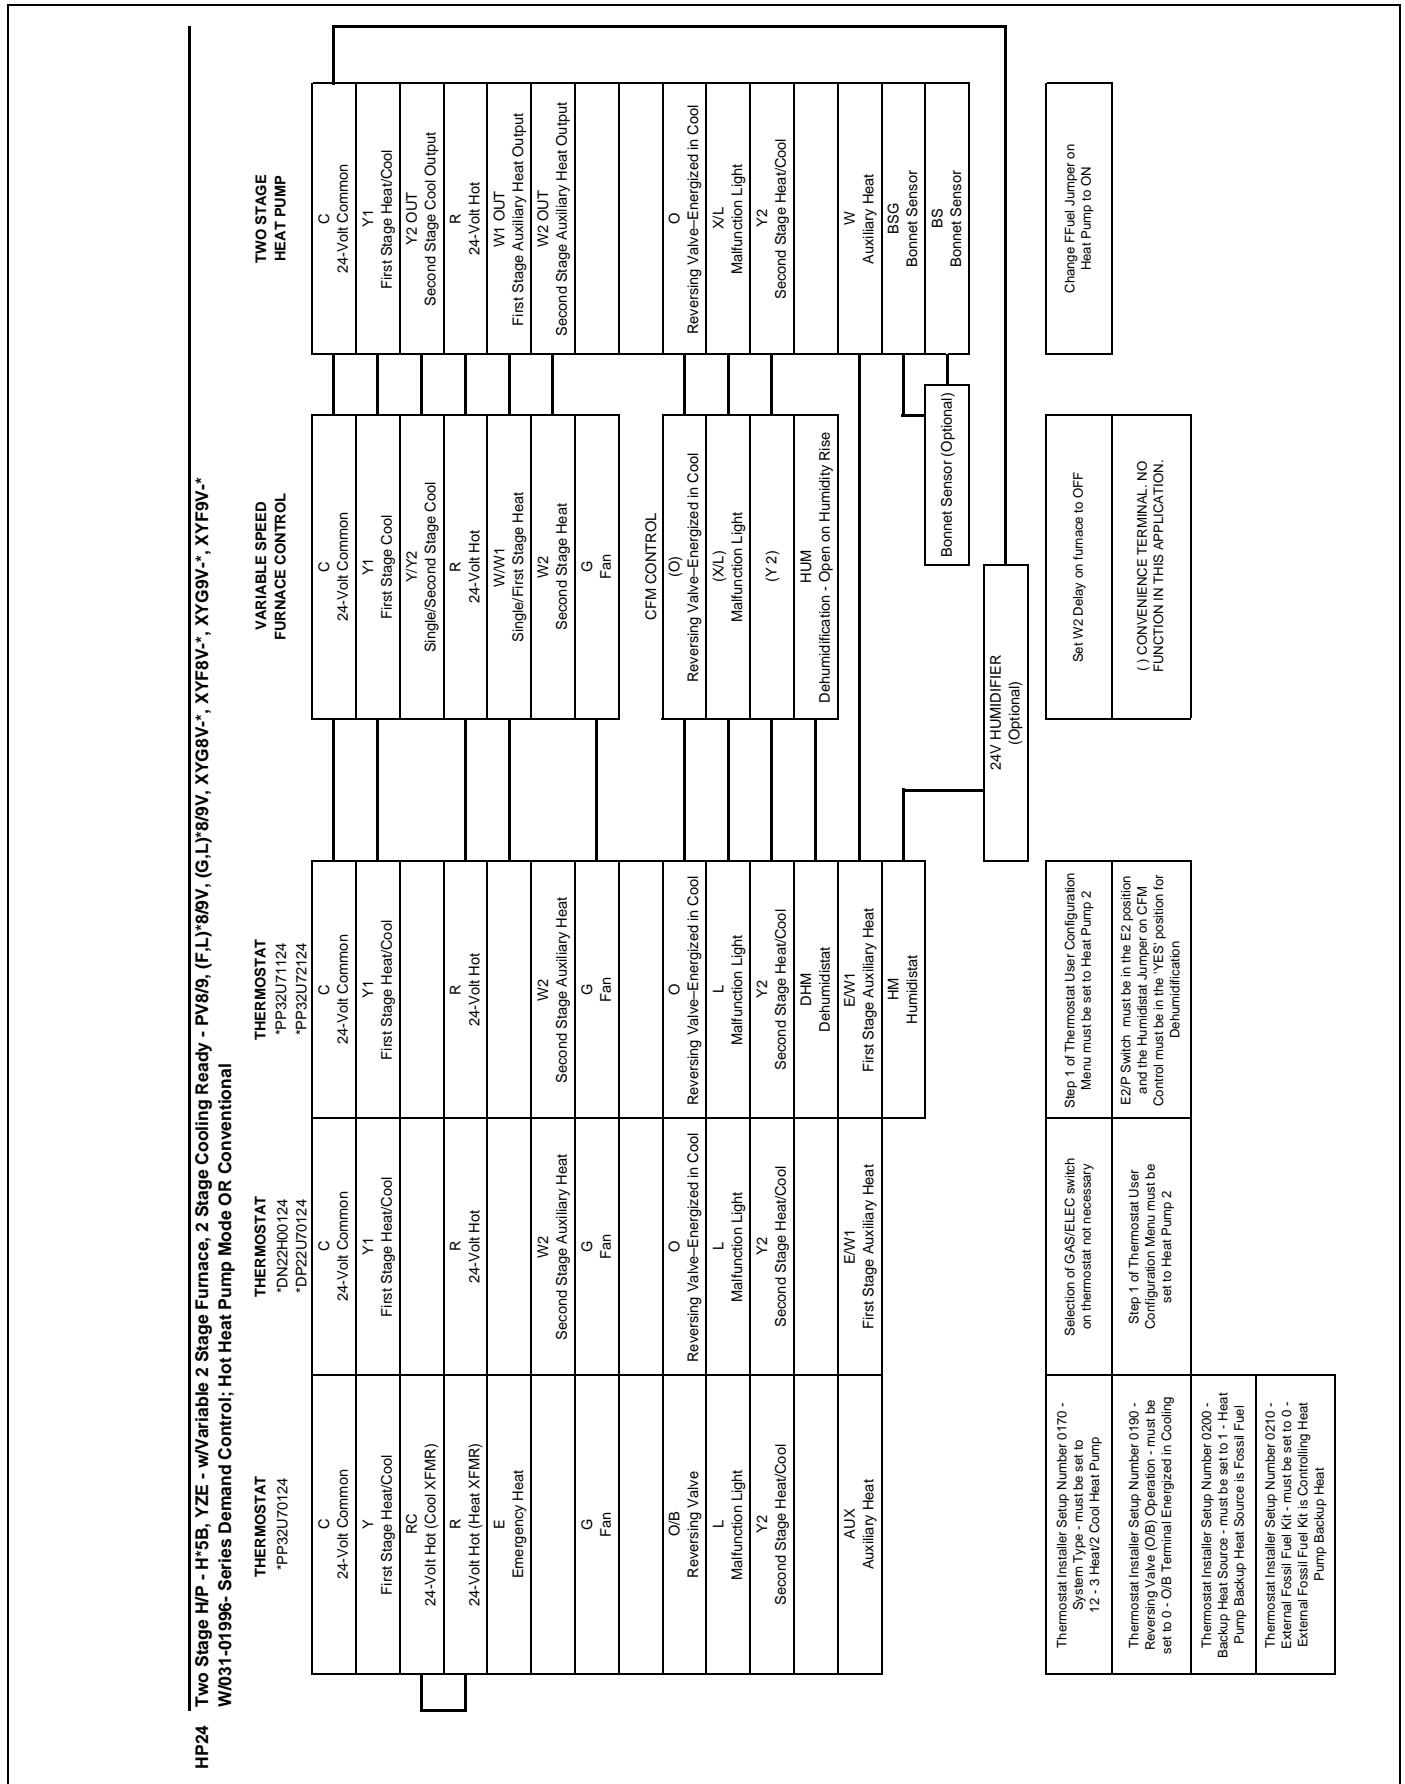 HP24 Two Stage H/P - H*5B, YZE - w/Variable 2 Stage Furnace, 2 Stage Cooling Ready - PV8/9, (F,L)*8/9V, (G,L)*8/9V, XYG8V-*, XYF8V-*, XYG9V-*, XYF9V-*
W/031-01996- Series Demand Control; Hot Heat Pump Mode OR Conventional
THERMOSTAT
*PP32U70124
C
24-Volt Common
Y
First Stage Heat/Cool
RC
24-Volt Hot (Cool XFMR)
R
24-Volt Hot (Heat XFMR)
E
Emergency Heat
G
Fan
O/B
Reversing Valve
L
Malfunction Light
Y2
Second Stage Heat/Cool
AUX
Auxiliary Heat
Thermostat Installer Setup Number 0170 -
System Type - must be set to
12 - 3 Heat/2 Cool Heat Pump
Thermostat Installer Setup Number 0190 -
Reversing Valve (O/B) Operation - must be
set to 0 - O/B Terminal Energized in Cooling
Thermostat Installer Setup Number 0200 -
Backup Heat Source - must be set to 1 - Heat
Pump Backup Heat Source is Fossil Fuel
Thermostat Installer Setup Number 0210 -
External Fossil Fuel Kit - must be set to 0 -
External Fossil Fuel Kit is Controlling Heat
Pump Backup Heat
THERMOSTAT
*DN22H00124
*DP22U70124
C
24-Volt Common
Y1
First Stage Heat/Cool
R
24-Volt Hot
W2
Second Stage Auxiliary Heat
G
Fan
O
Reversing Valve–Energized in Cool
L
Malfunction Light
Y2
Second Stage Heat/Cool
E/W1
First Stage Auxiliary Heat
Selection of GAS/ELEC switch
on thermostat not necessary
Step 1 of Thermostat User
Configuration Menu must be
set to Heat Pump 2
THERMOSTAT
*PP32U71124
*PP32U72124
C
24-Volt Common
Y1
First Stage Heat/Cool
R
24-Volt Hot
W2
Second Stage Auxiliary Heat
G
Fan
O
Reversing Valve–Energized in Cool
L
Malfunction Light
Y2
Second Stage Heat/Cool
DHM
Dehumidistat
E/W1
First Stage Auxiliary Heat
HM
Humidistat
Step 1 of Thermostat User Configuration
Menu must be set to Heat Pump 2
E2/P Switch must be in the E2 position
and the Humidistat Jumper on CFM
Control must be in the 'YES' position for
Dehumidification
VARIABLE SPEED
FURNACE CONTROL
C
24-Volt Common
Y1
First Stage Cool
Y/Y2
Single/Second Stage Cool
R
24-Volt Hot
W/W1
Single/First Stage Heat
W2
Second Stage Heat
G
Fan
CFM CONTROL
(O)
Reversing Valve–Energized in Cool
(X/L)
Malfunction Light
(Y 2)
HUM
Dehumidification - Open on Humidity Rise
Bonnet Sensor (Optional)
24V HUMIDIFIER
(Optional)
Set W2 Delay on furnace to OFF
( ) CONVENIENCE TERMINAL. NO
FUNCTION IN THIS APPLICATION.
TWO STAGE
HEAT PUMP
C
24-Volt Common
Y1
First Stage Heat/Cool
Y2 OUT
Second Stage Cool Output
R
24-Volt Hot
W1 OUT
First Stage Auxiliary Heat Output
W2 OUT
Second Stage Auxiliary Heat Output
O
Reversing Valve–Energized in Cool
X/L
Malfunction Light
Y2
Second Stage Heat/Cool
W
Auxiliary Heat
BSG
Bonnet Sensor
BS
Bonnet Sensor
Change FFuel Jumper on
Heat Pump to ON